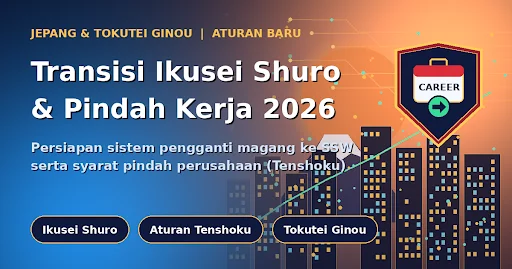 JEPANG & TOKUTEI GINOU | ATURAN BARU
Transisi Ikusei Shuro
& Pindah Kerja 2026
Persiapan sistem pengganti magang ke SSW
serta syarat pindah perusahaan (Tenshoku).
CAREER
Ikusei Shuro
Aturan Tenshoku
Tokutei Ginou